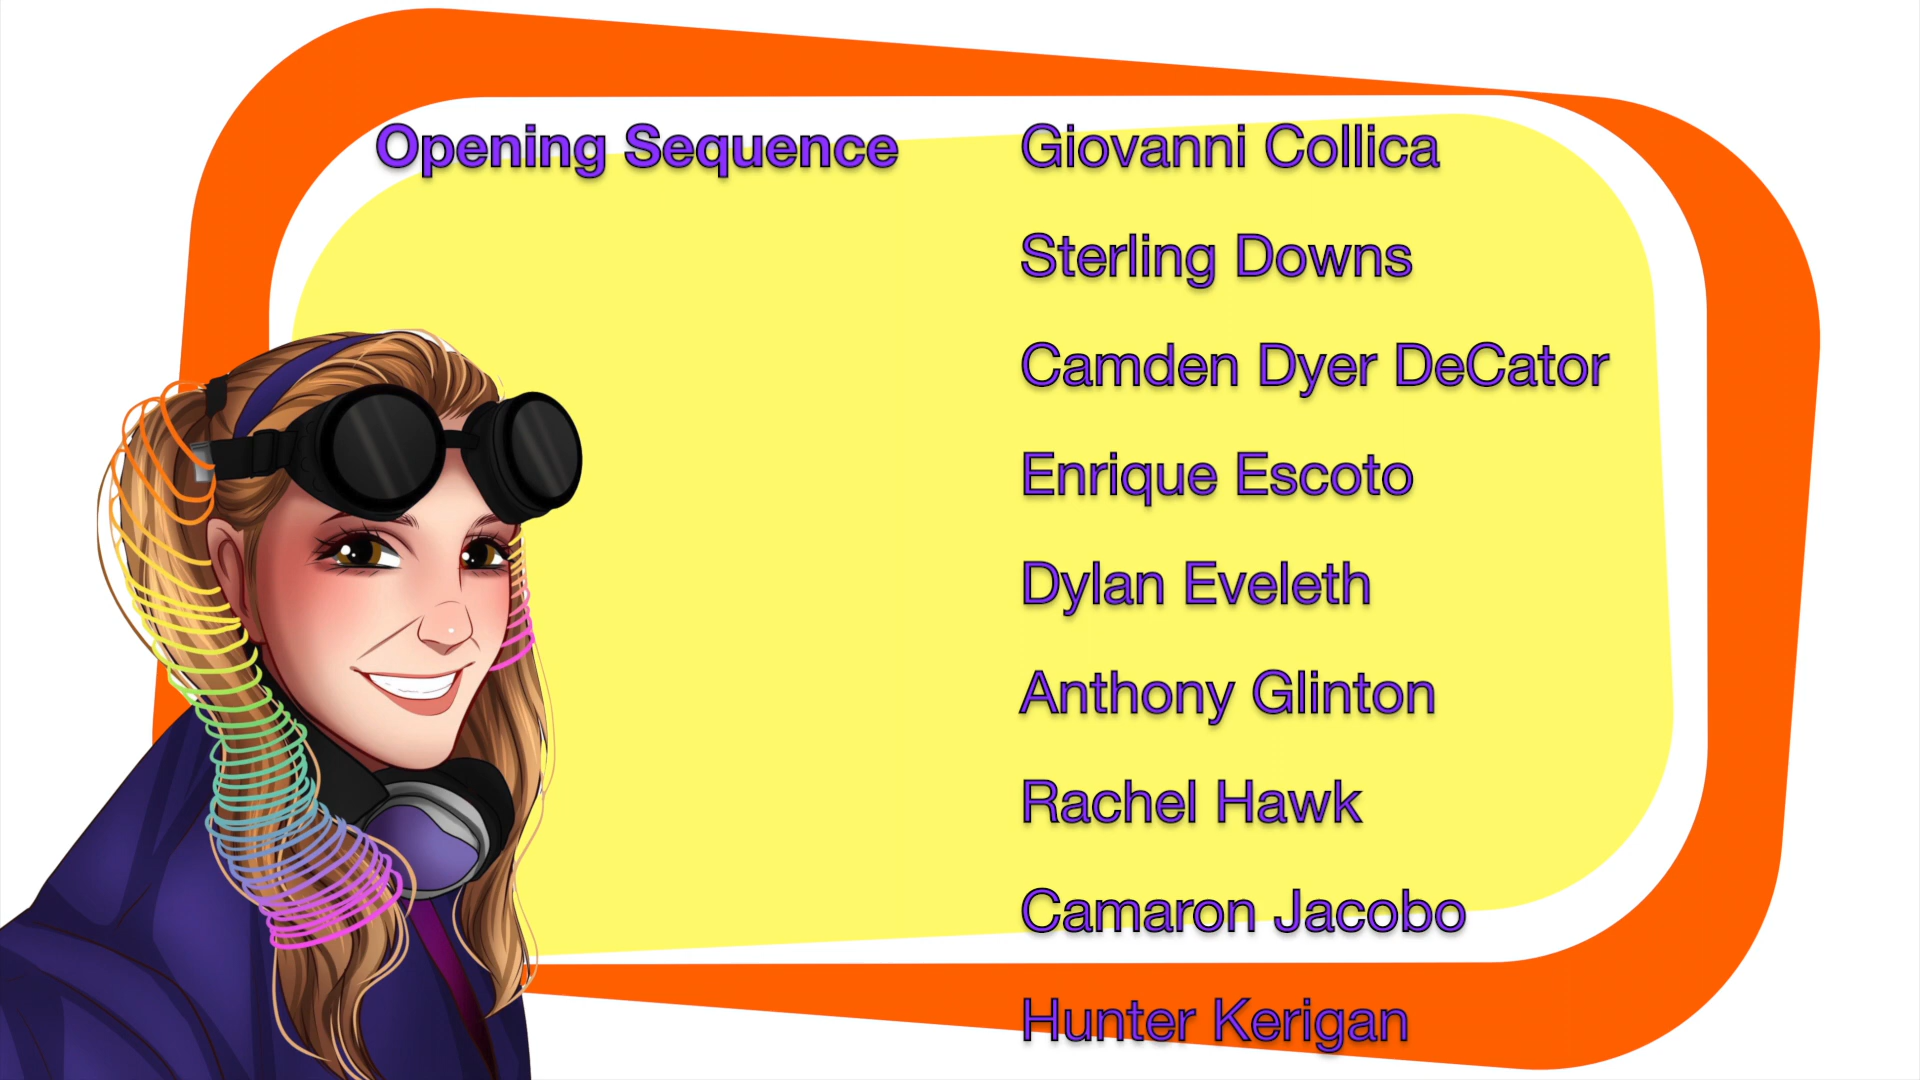 Opening Sequence Giovanni Collica
Sterling Downs
Camden Dyer DeCator
Enrique Escoto
Dylan Eveleth
Anthony Glinton
Rachel Hawk
Camaron Jacobo
Hunter Kerigan